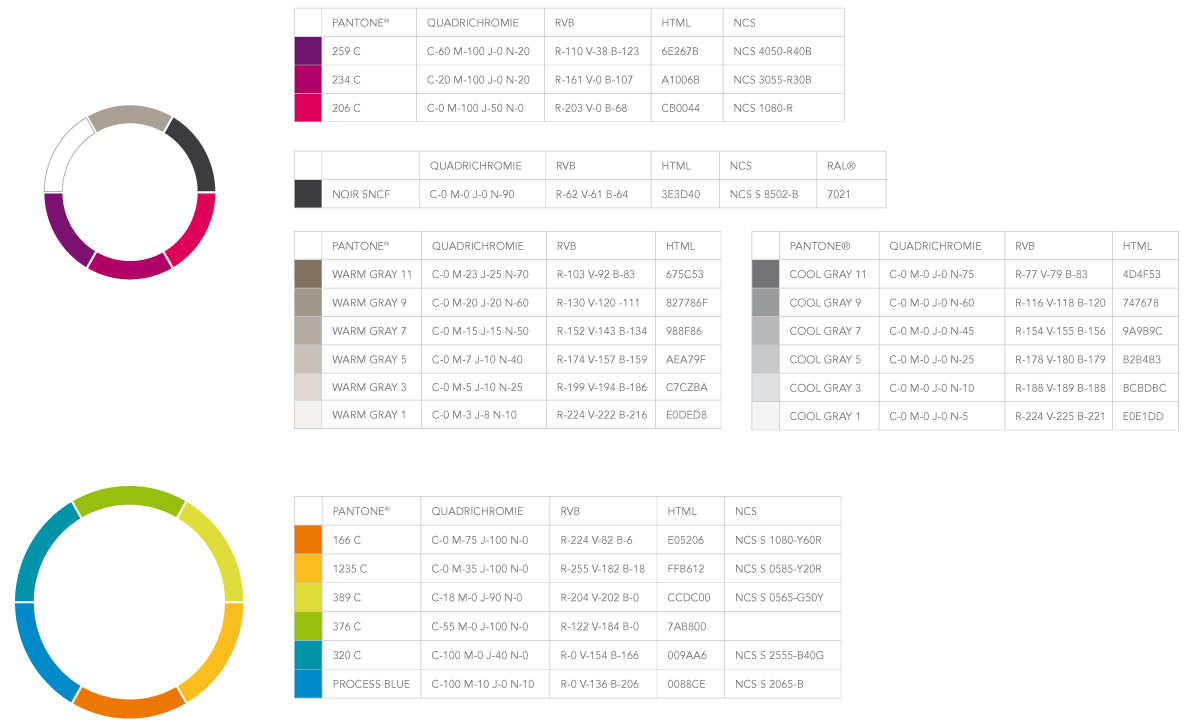 PANTONE® QUADRICHROMIE RVB HTML NCS
259 C C-60 M-100 J-0 N-20 R-110 V-38 B-123 6E267B NCS 4050-R40B
234 C C-20 M-100 J-0 N-20 R-161 V-0 B-107 A1006B NCS 3055-R30B
206 C C-0 M-100 J-50 N-0 R-203 V-0 B-68 CB0044 NCS 1080-R
QUADRICHROMIE RVB HTML NCS RAL®
NOIR SNCF C-0 M-0 J-0 N-90 R-62 V-61 B-64 3E3D40 NCS S 8502-B 7021
PANTONE® QUADRICHROMIE RVB HTML
WARM GRAY 11 C-0 M-23 J-25 N-70 R-103 V-92 B-83 675C53
WARM GRAY 9 C-0 M-20 J-20 N-60 R-130 V-120 -111 827786F
WARM GRAY 7 C-0 M-15 J-15 N-50 R-152 V-143 B-134 988F86
WARM GRAY 5 C-0 M-7 J-10 N-40 R-174 V-157 B-159 AEA79F
WARM GRAY 3 C-0 M-5 J-10 N-25 R-199 V-194 B-186 C7CZBA
WARM GRAY 1 C-0 M-3 J-8 N-10 R-224 V-222 B-216 E0DED8
PANTONE® QUADRICHROMIE RVB HTML
COOL GRAY 11 C-0 M-0 J-0 N-75 R-77 V-79 B-83 4D4F53
COOL GRAY 9 C-0 M-0 J-0 N-60 R-116 V-118 B-120 747678
COOL GRAY 7 C-0 M-0 J-0 N-45 R-154 V-155 B-156 9A9B9C
COOL GRAY 5 C-0 M-0 J-0 N-25 R-178 V-180 B-179 B2B4B3
COOL GRAY 3 C-0 M-0 J-0 N-10 R-188 V-189 B-188 BCBDBC
COOL GRAY 1 C-0 M-0 J-0 N-5 R-224 V-225 B-221 E0E1DD
PANTONE® QUADRICHROMIE RVB HTML NCS
166 C C-0 M-75 J-100 N-0 R-224 V-82 B-6 E05206 NCS S 1080-Y60R
1235 C C-0 M-35 J-100 N-0 R-255 V-182 B-18 FFB612 NCS S 0585-Y20R
389 C C-18 M-0 J-90 N-0 R-204 V-202 B-0 CCDC00 NCS S 0565-G50Y
376 C C-55 M-0 J-100 N-0 R-122 V-184 B-0 7AB800
320 C C-100 M-0 J-40 N-0 R-0 V-154 B-166 009AA6 NCS S 2555-B40G
PROCESS BLUE C-100 M-10 J-0 N-10 R-0 V-136 B-206 0088CE NCS S 2065-B